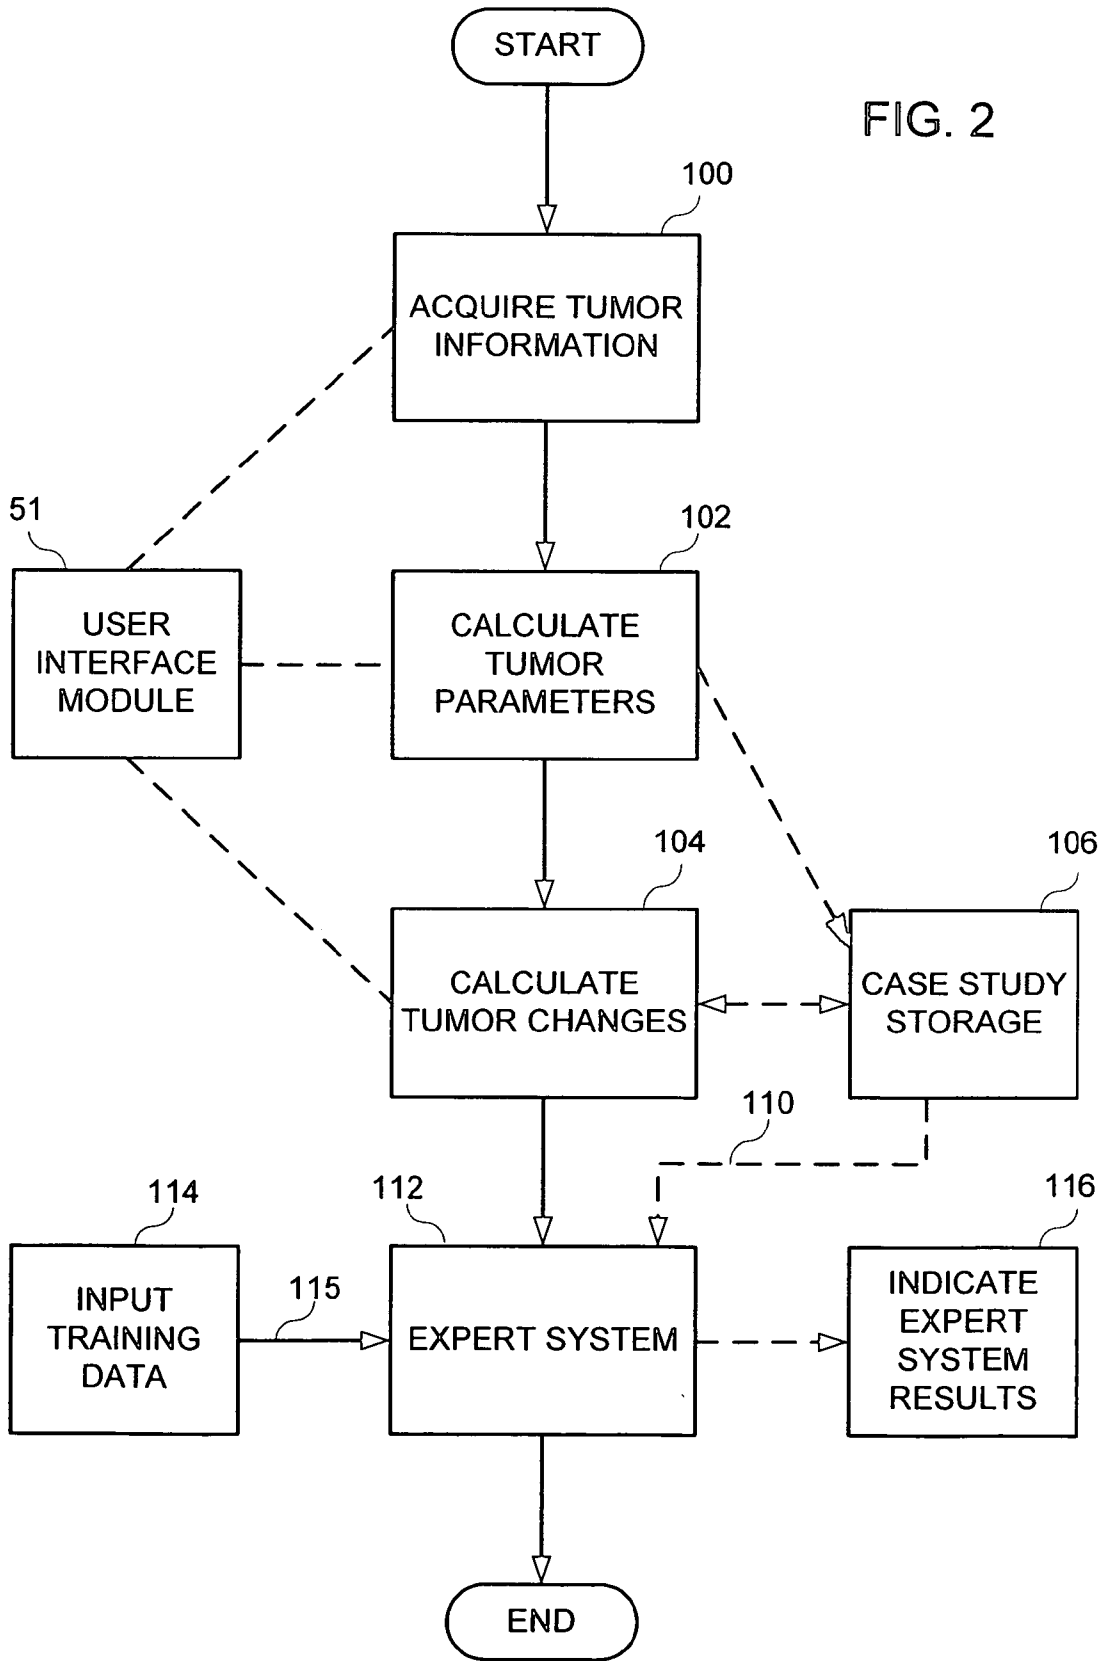 START
FIG. 2
100
ACQUIRE TUMOR
INFORMATION
51
102
USER
INTERFACE
MODULE
CALCULATE
TUMOR
PARAMETERS
104
106
CALCULATE
TUMOR CHANGES
CASE STUDY
STORAGE
110
114
112
116
INPUT
TRAINING
DATA
115
EXPERT SYSTEM
INDICATE
EXPERT
SYSTEM
RESULTS
END